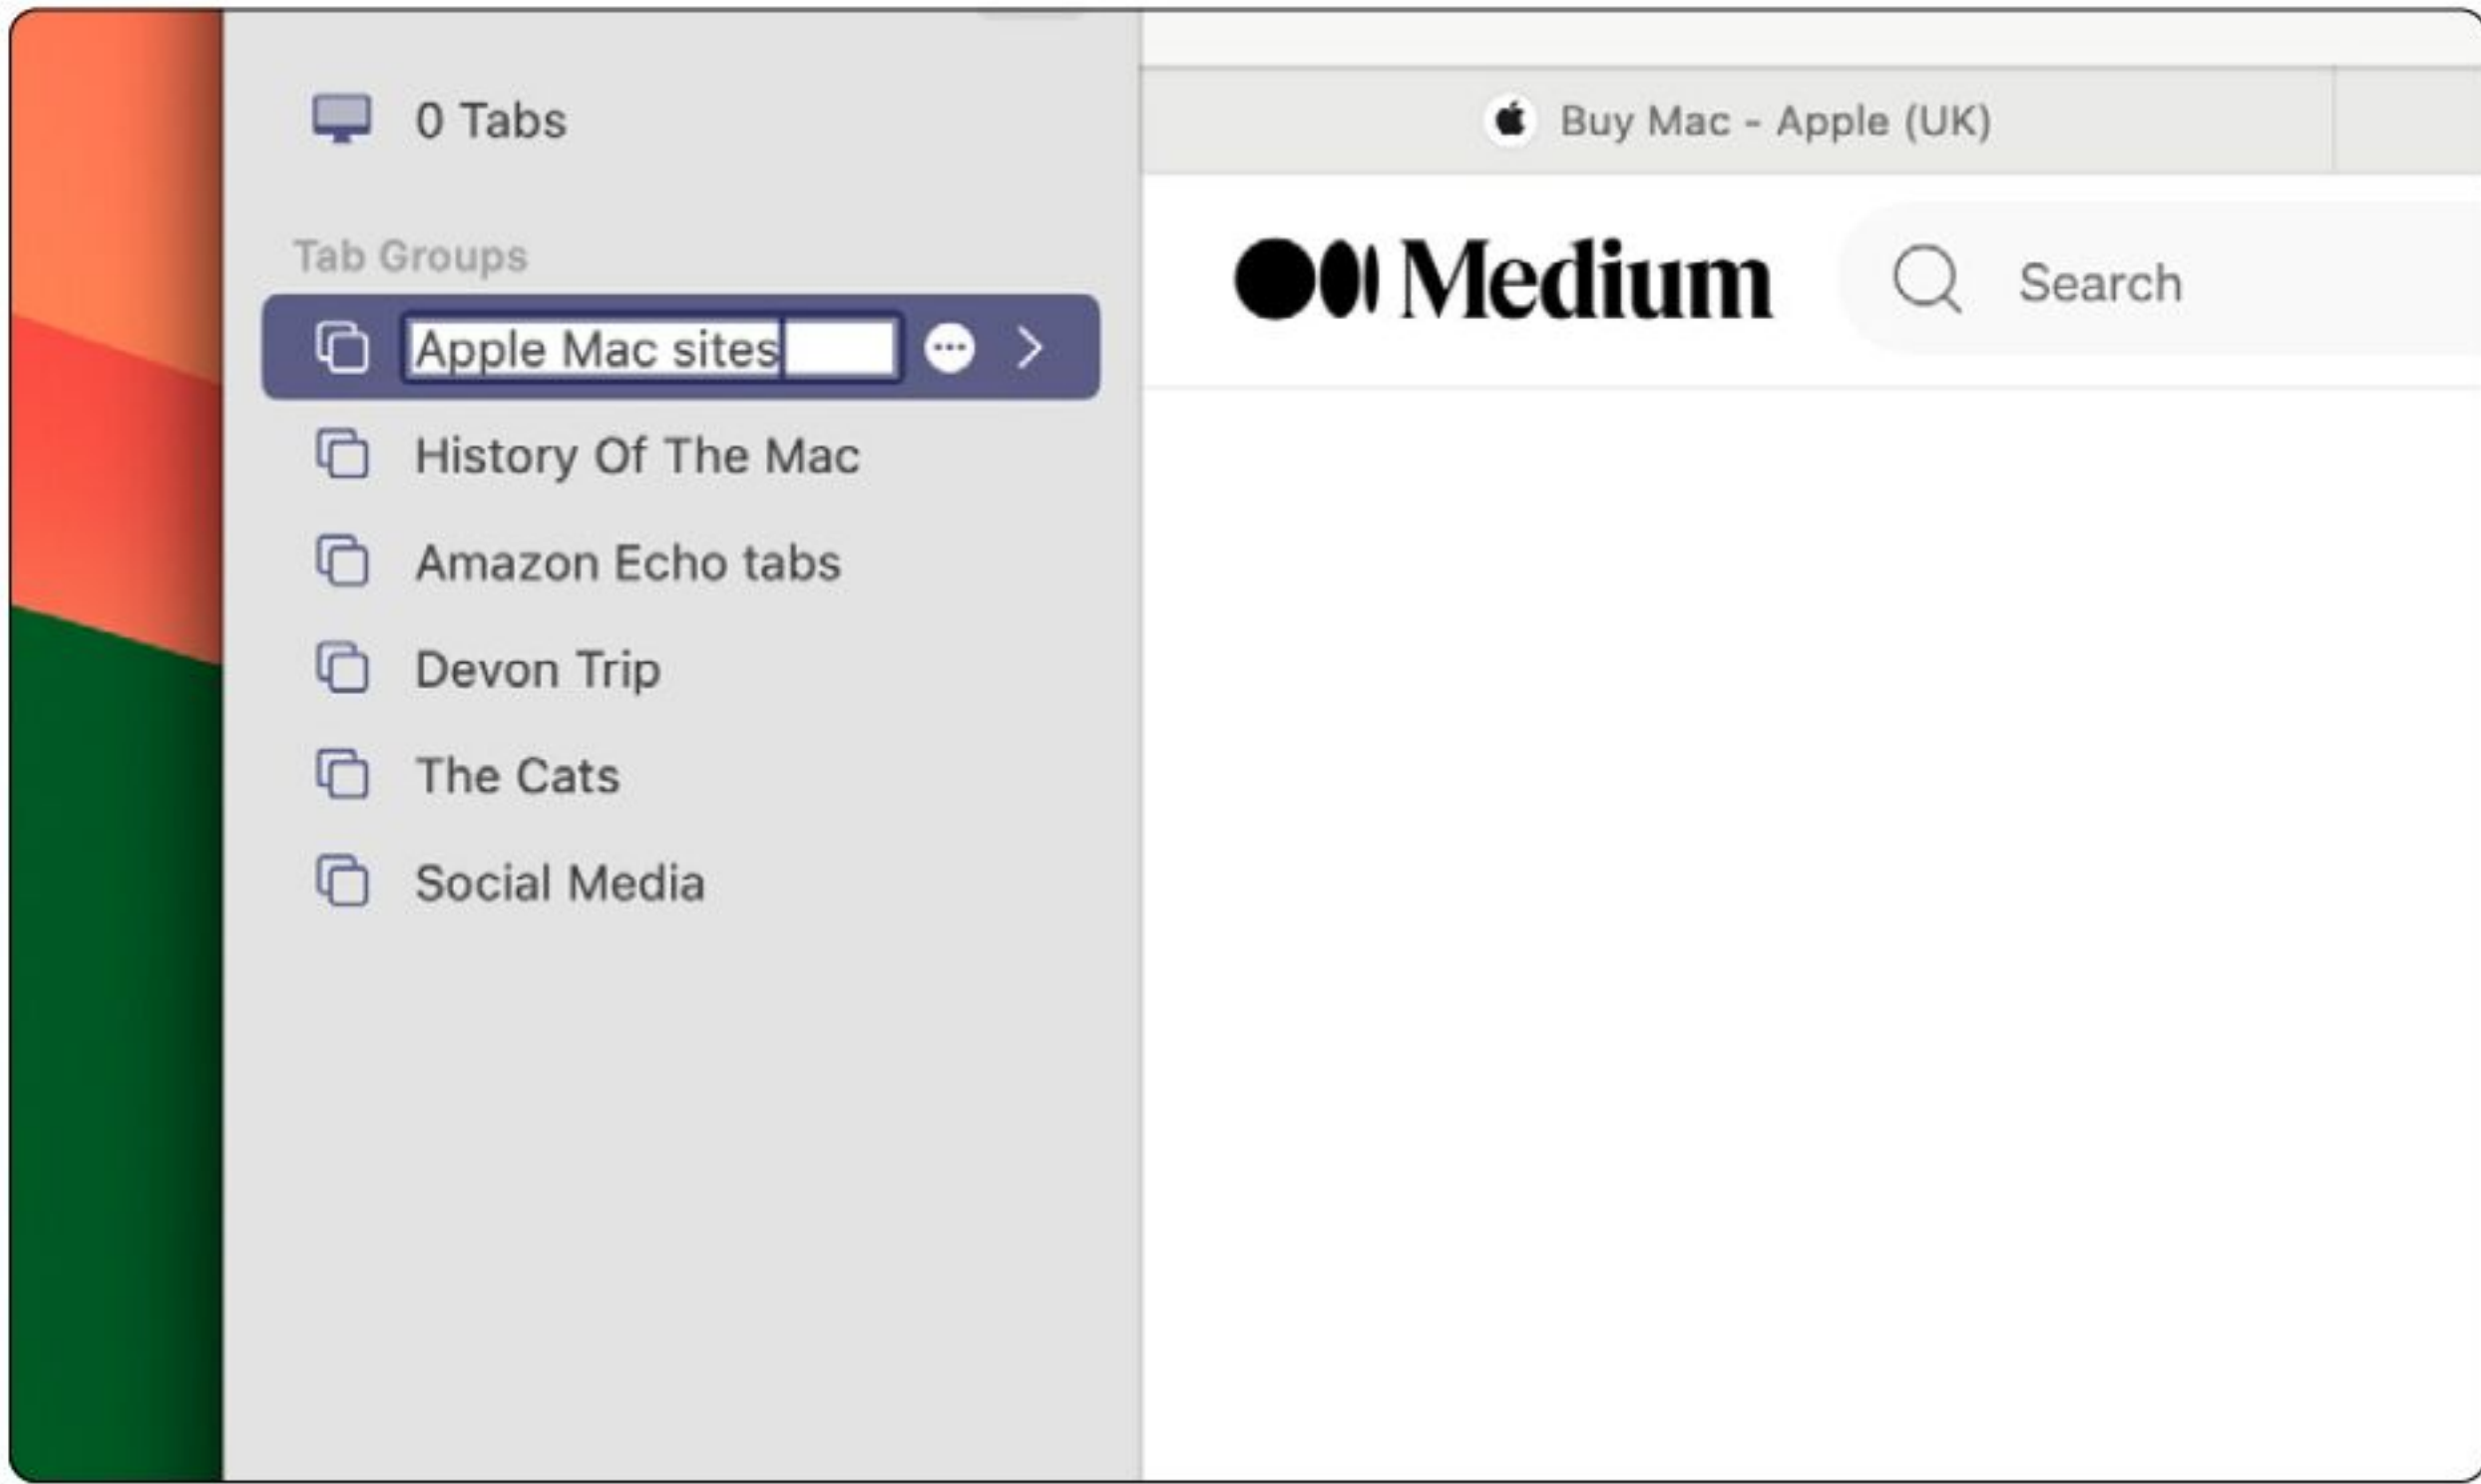 0 Tabs
Tab Groups
Apple Mac sites
History Of The Mac
Amazon Echo tabs
Devon Trip
The Cats
Social Media
Buy Mac - Apple (UK)
Medium
Search